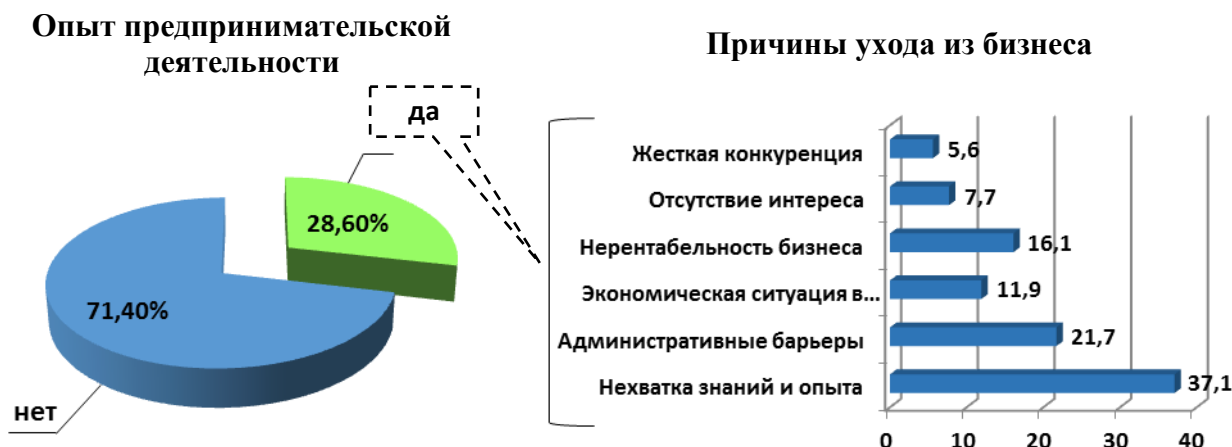 Опыт предпринимательской
деятельности
да
28,60%
71,40%
нет
Причины ухода из бизнеса
Жесткая конкуренция 5,6
Отсутствие интереса 7,7
Нерентабельность бизнеса 16,1
Экономическая ситуация в... 11,9
Административные барьеры 21,7
Нехватка знаний и опыта 37,1
0 10 20 30 40